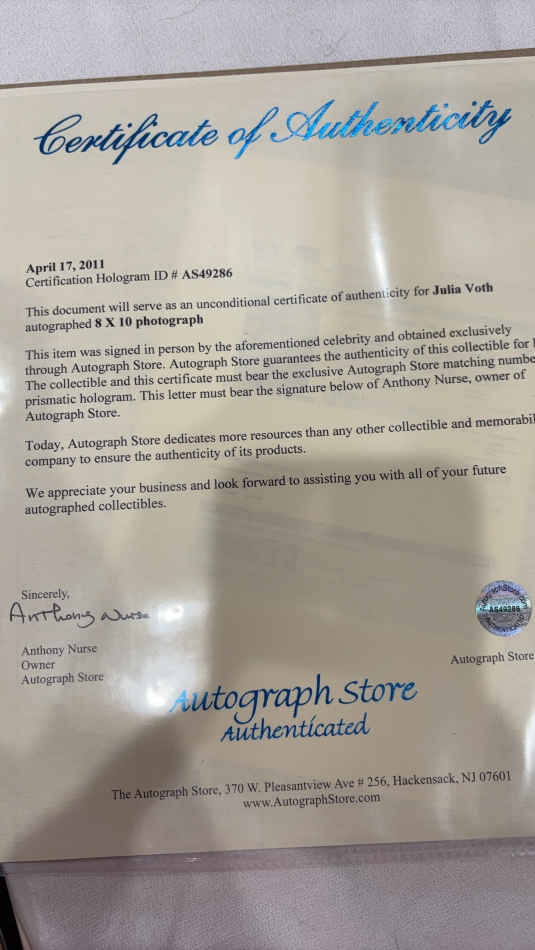 Certificate of Authenticity
April 17, 2011
Certification Hologram ID # AS49286
This document will serve as an unconditional certificate of authenticity for Julia Voth
autographed 8 X 10 photograph
This item was signed in person by the aforementioned celebrity and obtained exclusively
through Autograph Store. Autograph Store guarantees the authenticity of this collectible for
The collectible and this certificate must bear the exclusive Autograph Store matching numbe
prismatic hologram. This letter must bear the signature below of Anthony Nurse, owner of
Autograph Store.
Today, Autograph Store dedicates more resources than any other collectible and memorabil
company to ensure the authenticity of its products.
We appreciate your business and look forward to assisting you with all of your future
autographed collectibles.
Sincerely,
Anthony Nurse
Anthony Nurse
Owner
Autograph Store
AutographStore.com
AS49286
AUTHENTICATED
Autograph Store
Autograph Store
Authenticated
The Autograph Store, 370 W. Pleasantview Ave # 256, Hackensack, NJ 07601
www.AutographStore.com